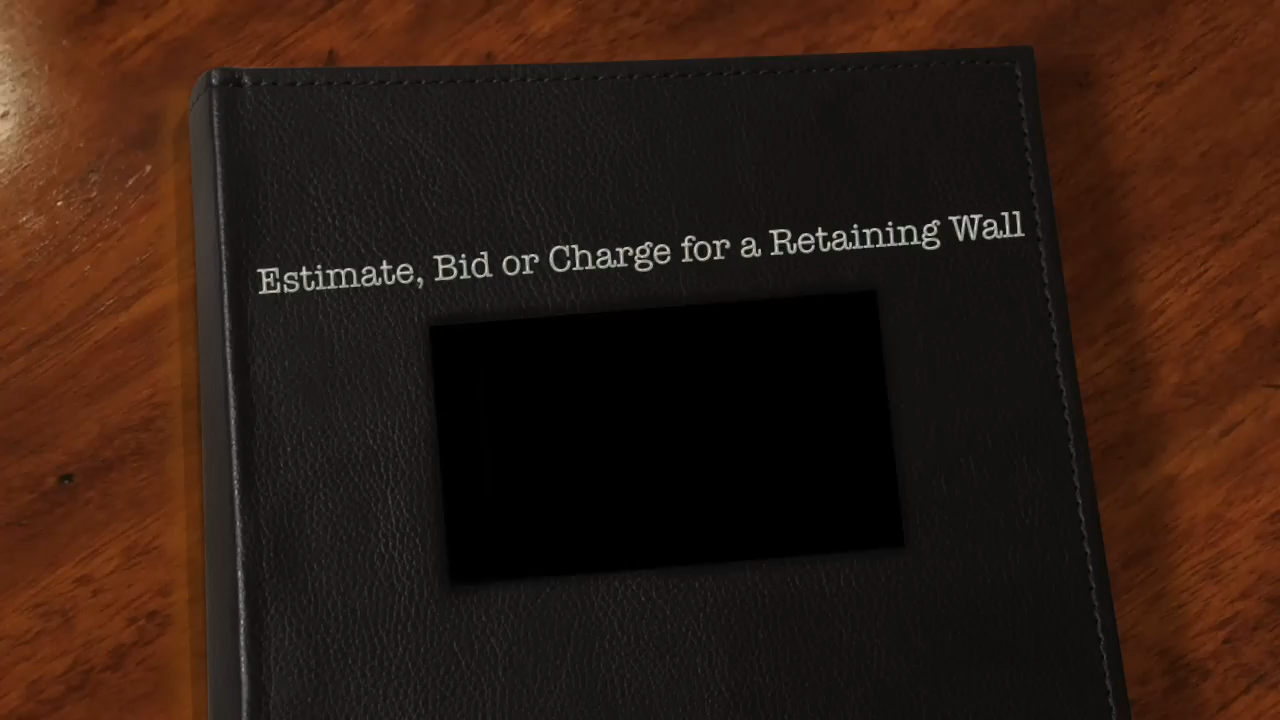 Estimate, Bid or Charge for a Retaining Wall